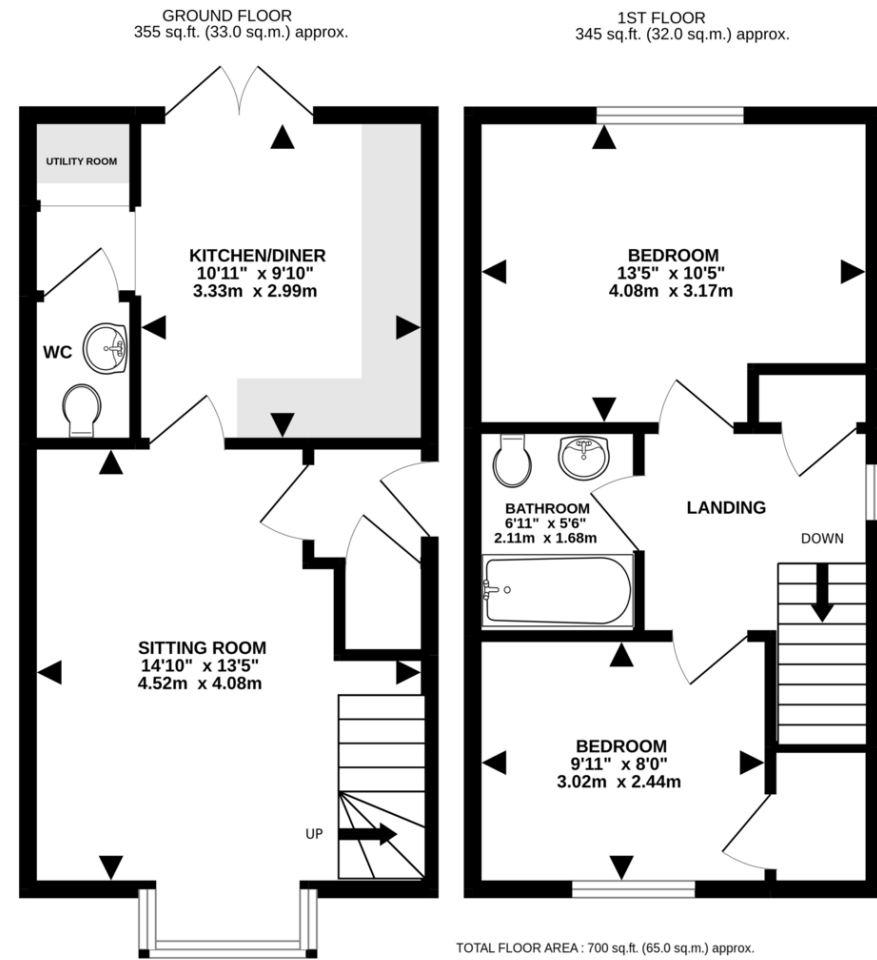 GROUND FLOOR
355 sq.ft. (33.0 sq.m.) approx.
UTILITY ROOM
KITCHEN/DINER
10'11" x 9'10"
3.33m x 2.99m
WC
SITTING ROOM
14'10" x 13'5"
4.52m x 4.08m
UP
1ST FLOOR
345 sq.ft. (32.0 sq.m.) approx.
BEDROOM
13'5" x 10'5"
4.08m x 3.17m
BATHROOM
6'11" x 5'6"
2.11m x 1.68m
LANDING
DOWN
BEDROOM
9'11" x 8'0"
3.02m x 2.44m
TOTAL FLOOR AREA : 700 sq.ft. (65.0 sq.m.) approx.